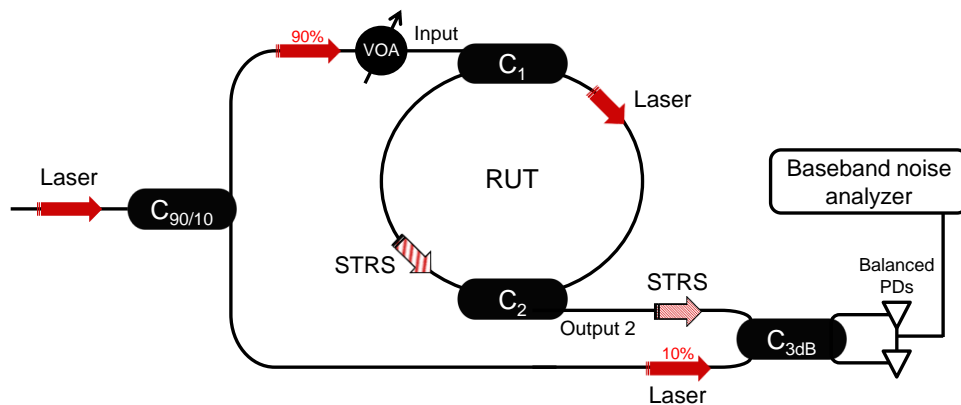 90%
VOA
Input
C1
Laser
Laser
C90/10
RUT
Baseband noise
analyzer
STRS
C2
Output 2
STRS
Balanced
PDs
C3dB
10%
Laser